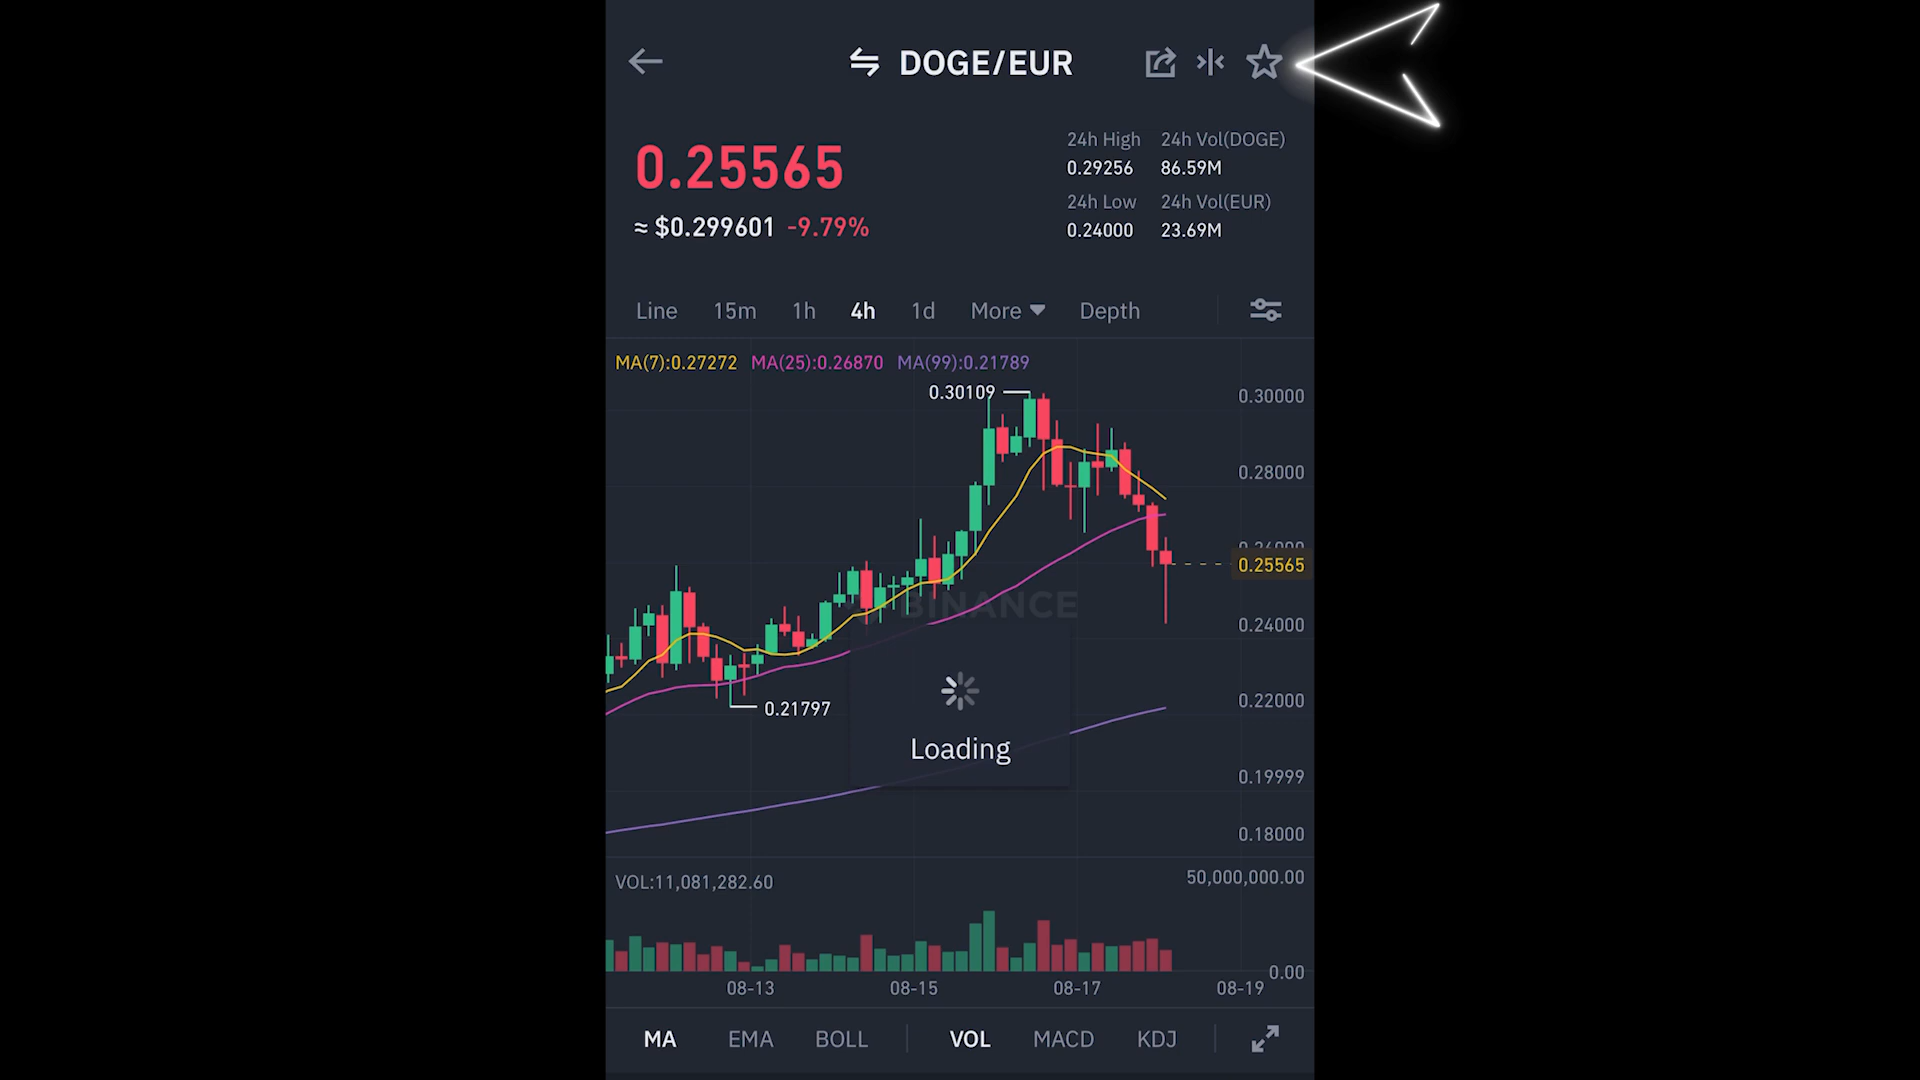 DOGE/EUR
0.25565
≈ $0.299601 -9.79%
24h High 24h Vol(DOGE)
0.29256 86.59M
24h Low 24h Vol(EUR)
0.24000 23.69M
Line 15m 1h 4h 1d More Depth
MA(7):0.27272 MA(25):0.26870 MA(99):0.21789
0.30109
0.30000
0.28000
0.26000
0.25565
BINANCE
0.24000
0.22000
0.21797
Loading
0.19999
0.18000
VOL:11,081,282.60
50,000,000.00
0.00
08-13 08-15 08-17 08-19
MA EMA BOLL VOL MACD KDJ